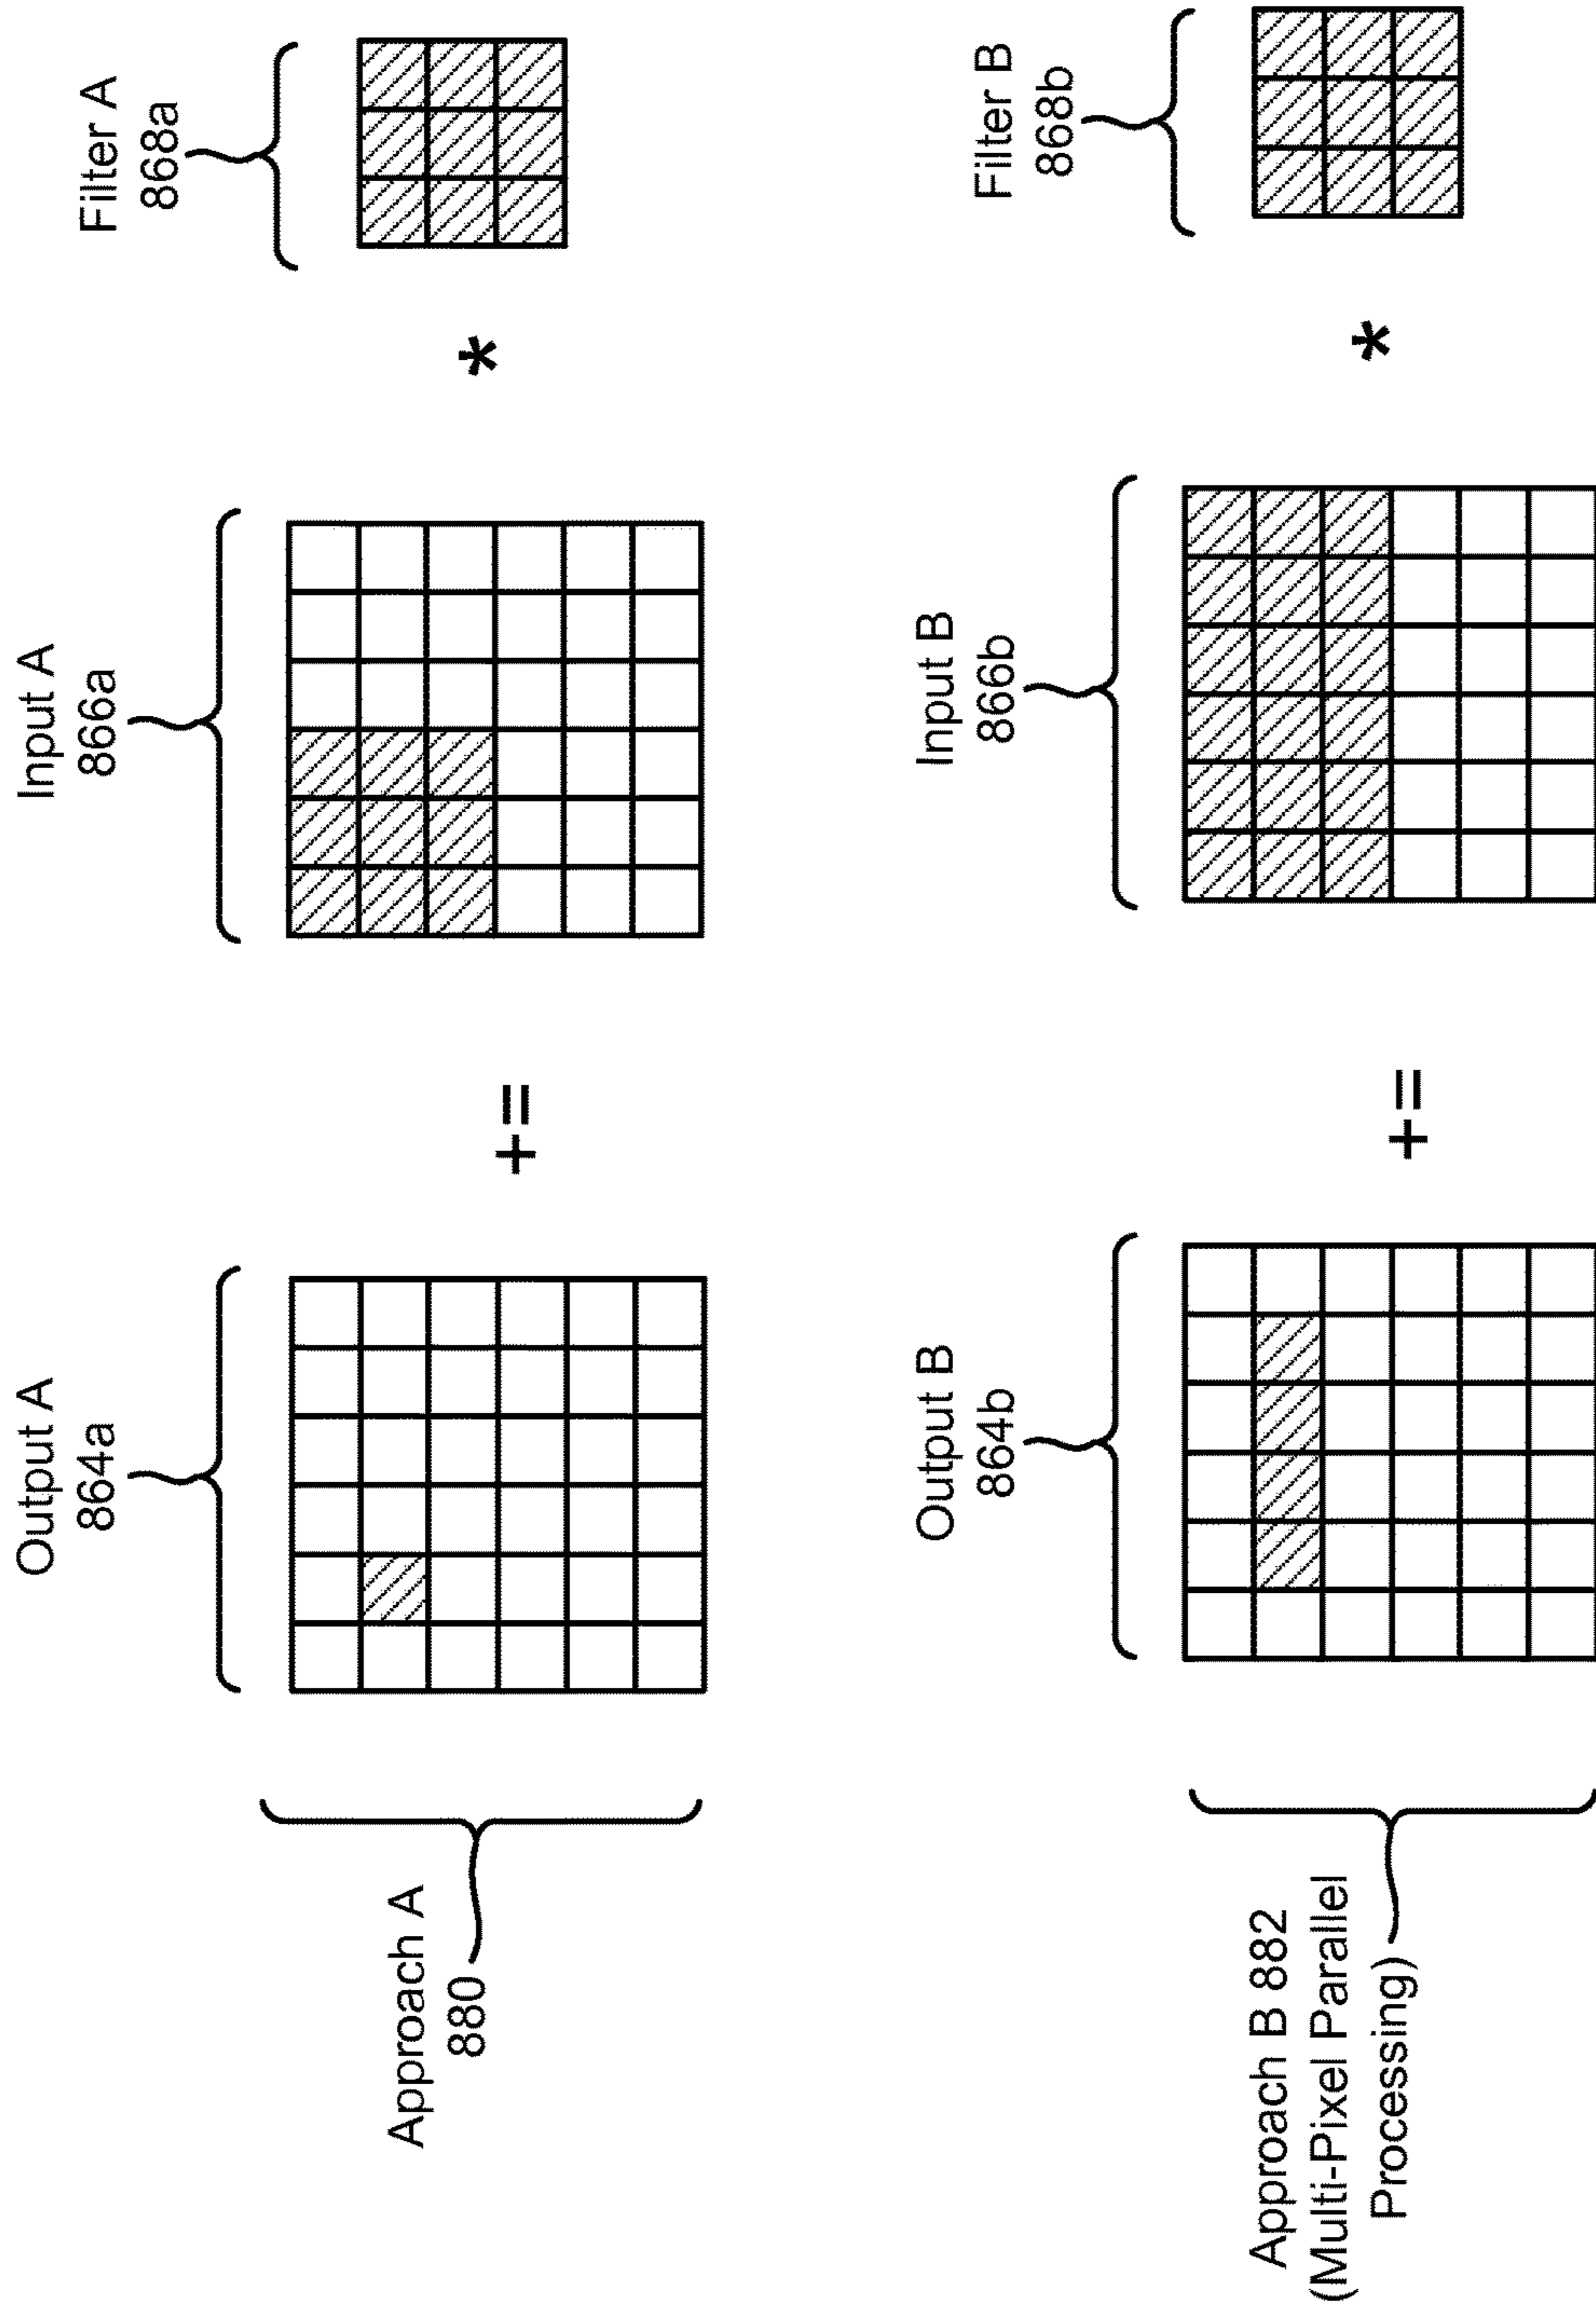 Approach A
880
Output A
864a
+=
Input A
866a
*
Filter A
868a
Approach B 882
(Multi-Pixel Parallel
Processing)
Output B
864b
+=
Input B
866b
*
Filter B
868b